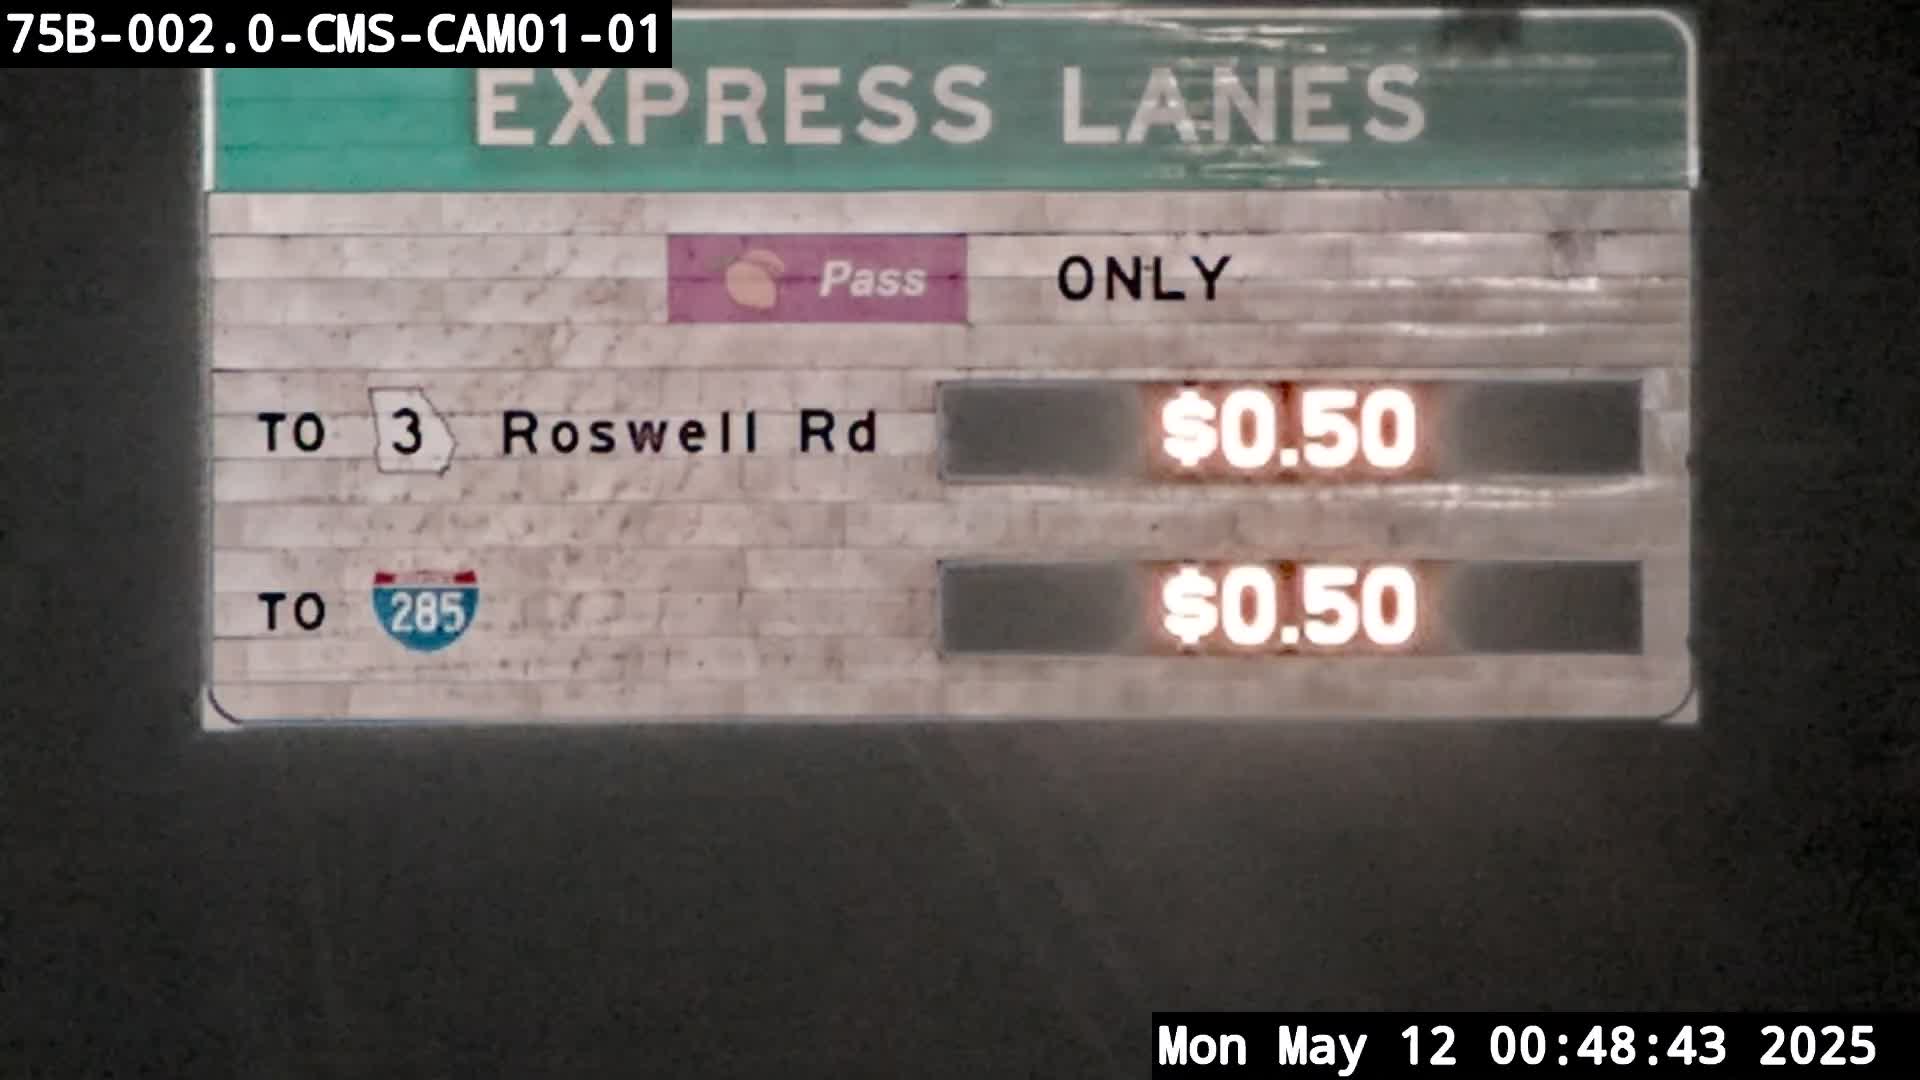 75B-002.0-CMS-CAM01-01
EXPRESS LANES
Pass ONLY
TO 3 Roswell Rd $0.50
TO 285 $0.50
Mon May 12 00:48:43 2025